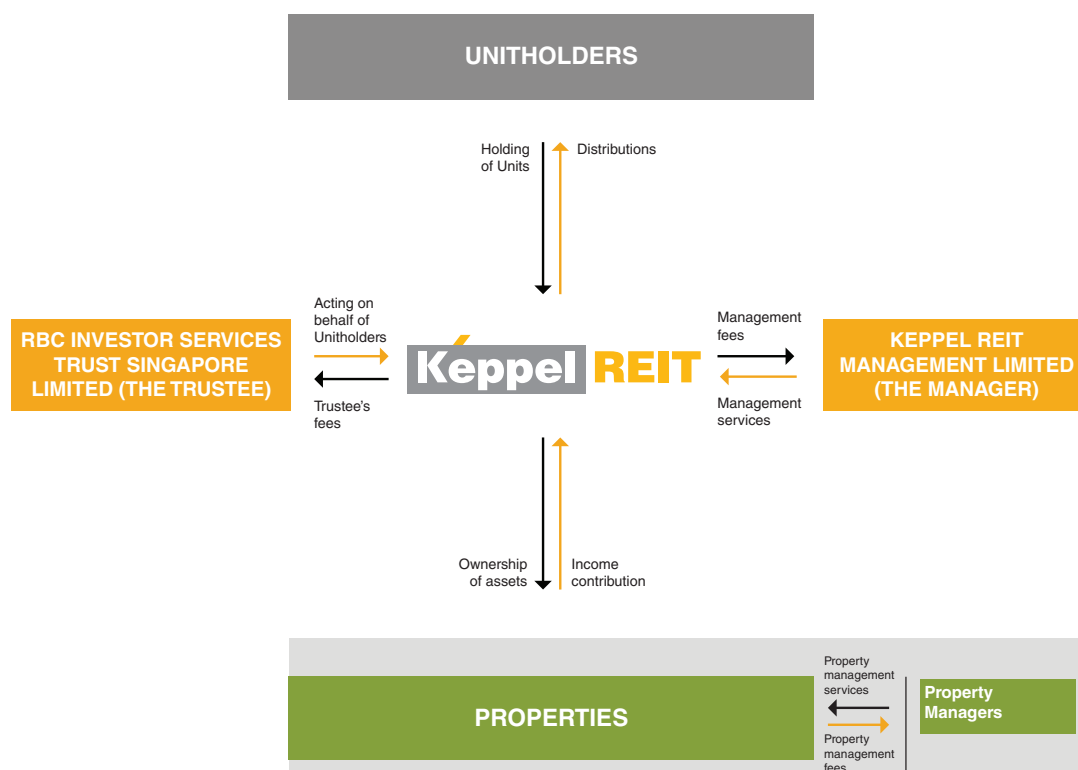 UNITHOLDERS
Holding
of Units
Distributions
Acting on
behalf of
Unitholders
Management
fees
RBC INVESTOR SERVICES
TRUST SINGAPORE
LIMITED (THE TRUSTEE)
Keppel REIT
KEPPEL REIT
MANAGEMENT LIMITED
(THE MANAGER)
Trustee's
fees
Management
services
Ownership
of assets
Income
contribution
Property
management
services
PROPERTIES
Property
Managers
Property
management
fees